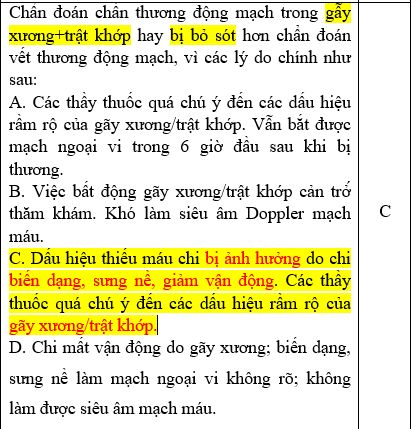 Chẩn đoán chấn thương động mạch trong gẫy
xương+trật khớp hay bị bỏ sót hơn chẩn đoán
vết thương động mạch, vì các lý do chính như
sau:
A. Các thầy thuốc quá chú ý đến các dấu hiệu
rầm rộ của gãy xương/trật khớp. Vẫn bắt được
mạch ngoại vi trong 6 giờ đầu sau khi bị
thương.
B. Việc bất động gãy xương/trật khớp cản trở
thăm khám. Khó làm siêu âm Doppler mạch
máu.
C
C. Dấu hiệu thiếu máu chi bị ảnh hưởng do chi
biến dạng, sưng nề, giảm vận động. Các thầy
thuốc quá chú ý đến các dấu hiệu rầm rộ của
gãy xương/trật khớp.
D. Chi mất vận động do gãy xương; biến dạng,
sưng nề làm mạch ngoại vi không rõ; không
làm được siêu âm mạch máu.